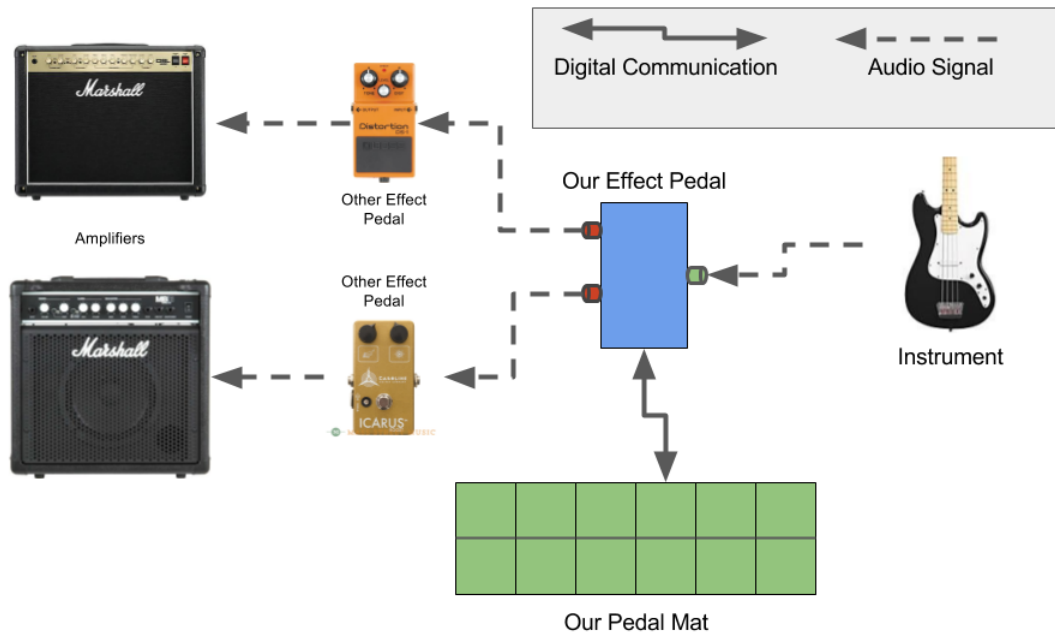 Marshall
Digital Communication
Audio Signal
Distortion
Our Effect Pedal
Other Effect
Pedal
Amplifiers
Other Effect
Pedal
Marshall
ICARUS
Instrument
Our Pedal Mat